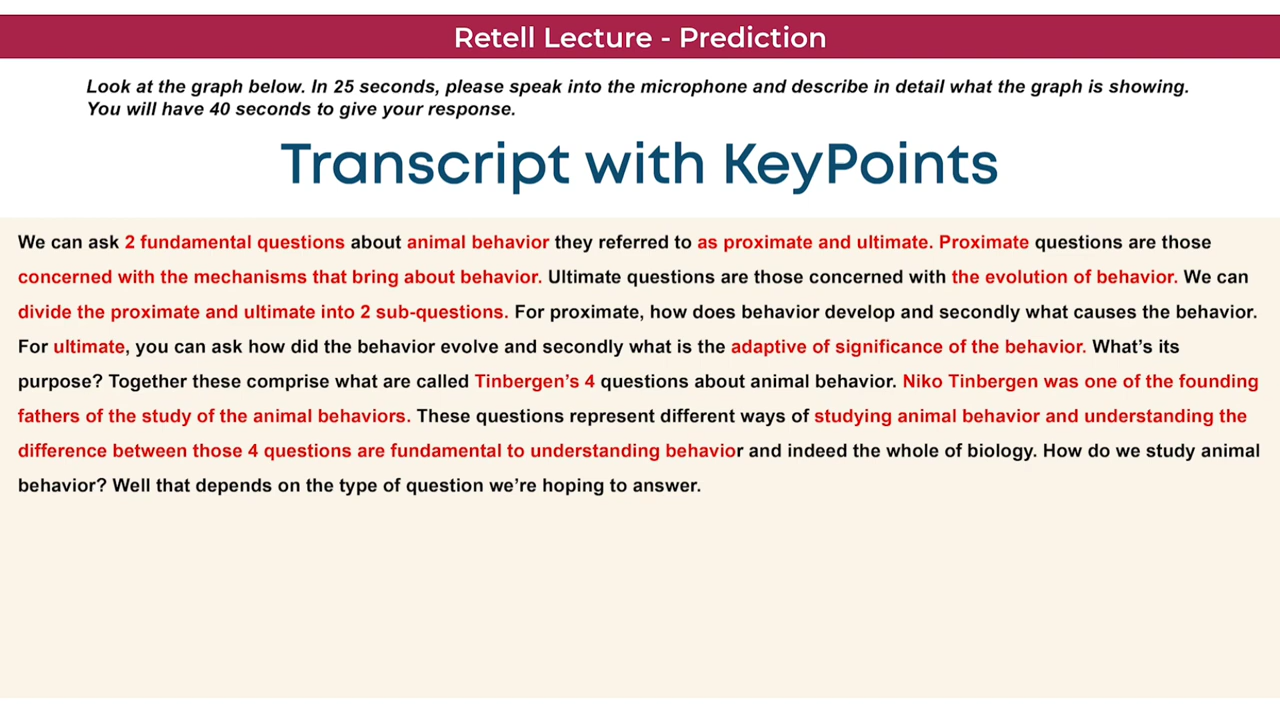 Retell Lecture - Prediction
Look at the graph below. In 25 seconds, please speak into the microphone and describe in detail what the graph is showing.
You will have 40 seconds to give your response.
Transcript with KeyPoints
We can ask 2 fundamental questions about animal behavior they referred to as proximate and ultimate. Proximate questions are those
concerned with the mechanisms that bring about behavior. Ultimate questions are those concerned with the evolution of behavior. We can
divide the proximate and ultimate into 2 sub-questions. For proximate, how does behavior develop and secondly what causes the behavior.
For ultimate, you can ask how did the behavior evolve and secondly what is the adaptive of significance of the behavior. What's its
purpose? Together these comprise what are called Tinbergen's 4 questions about animal behavior. Niko Tinbergen was one of the founding
fathers of the study of the animal behaviors. These questions represent different ways of studying animal behavior and understanding the
difference between those 4 questions are fundamental to understanding behavior and indeed the whole of biology. How do we study animal
behavior? Well that depends on the type of question we're hoping to answer.